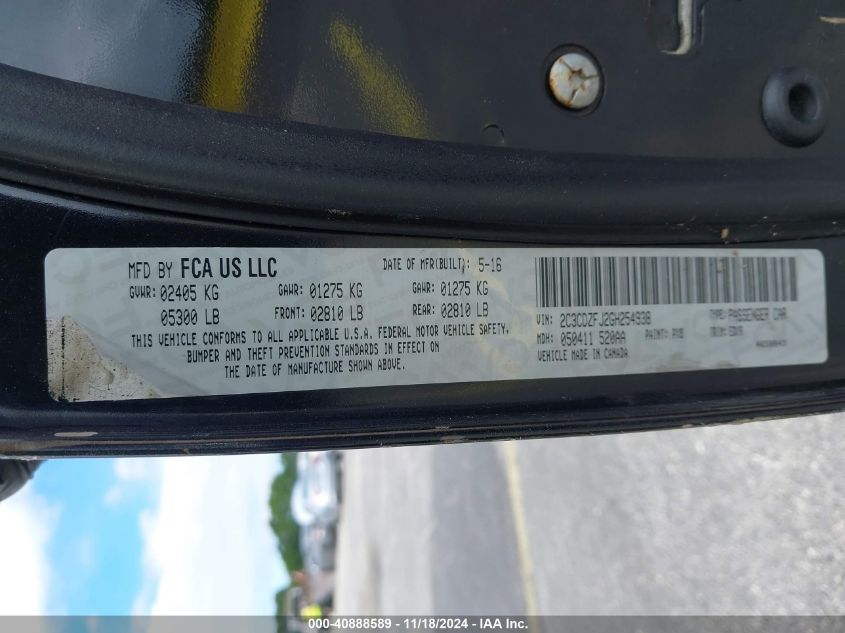 MFD BY FCA US LLC
DATE OF MFR(BUILT): 5-16
GVWR: 02405 KG GAWR: 01275 KG GAWR: 01275 KG
05300 LB FRONT: 02810 LB REAR: 02810 LB
THIS VEHICLE CONFORMS TO ALL APPLICABLE U.S.A. FEDERAL MOTOR VEHICLE SAFETY,
BUMPER AND THEFT PREVENTION STANDARDS IN EFFECT ON
THE DATE OF MANUFACTURE SHOWN ABOVE.
VIN: 2C3CDZFJ2GH254938 TYPE: PASSENGER CAR
MDH: 050411 520AA PAINT: TRIM:
VEHICLE MADE IN CANADA
000-40888589 - 11/18/2024 - IAA Inc.